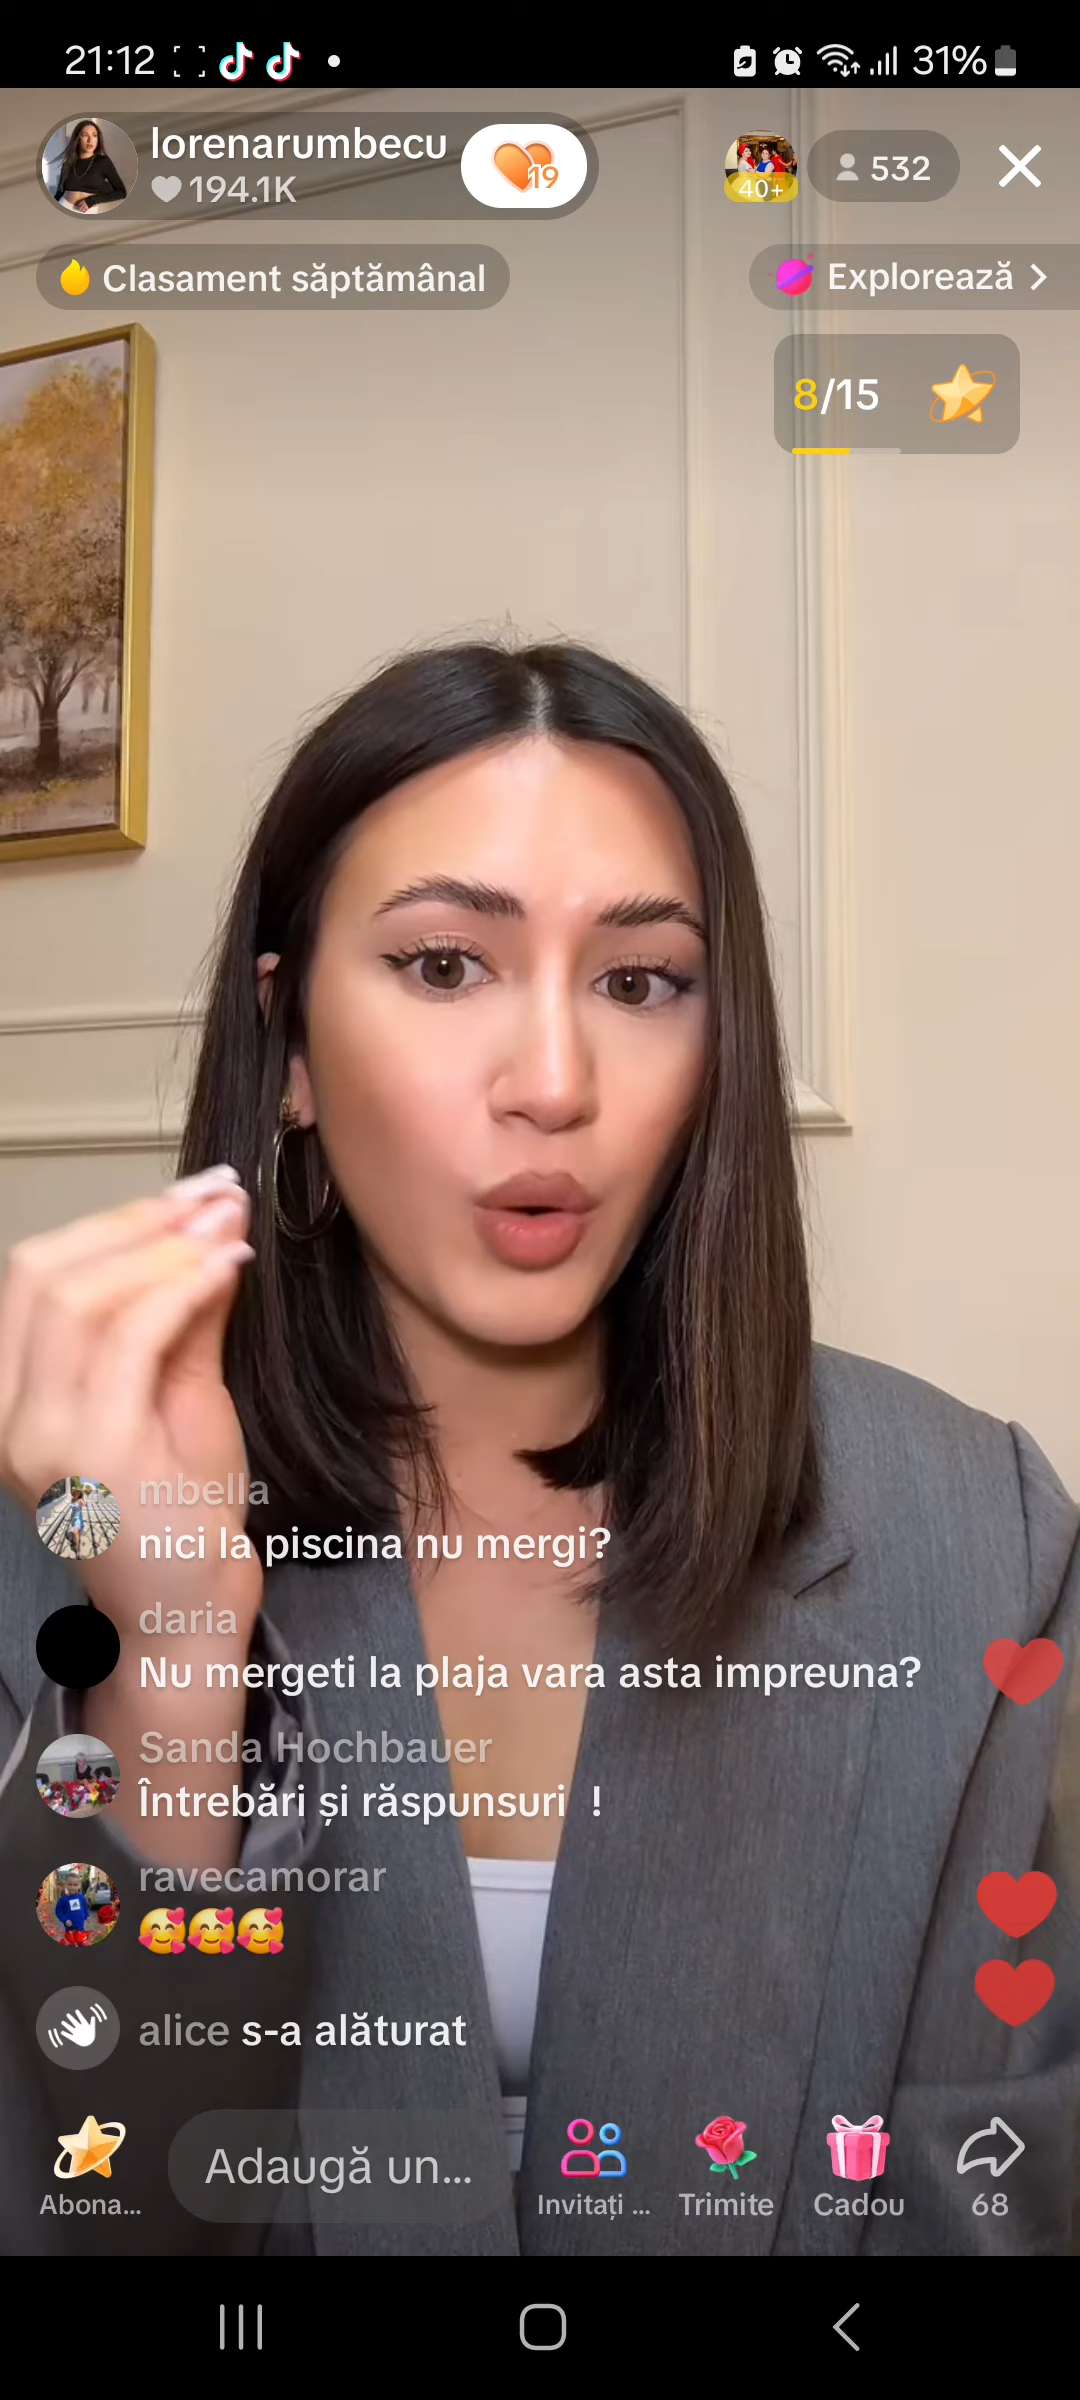 21:12
31%
lorenarumbecu
194.1K
19
40+
532
Clasament săptămânal
Explorează
8/15
mbella
nici la piscina nu mergi?
daria
Nu mergeti la plaja vara asta impreuna?
Sanda Hochbauer
Întrebări și răspunsuri !
ravecamorar
🥰🥰🥰
alice s-a alăturat
Adaugă un...
Abona...
Invitați ...
Trimite
Cadou
68